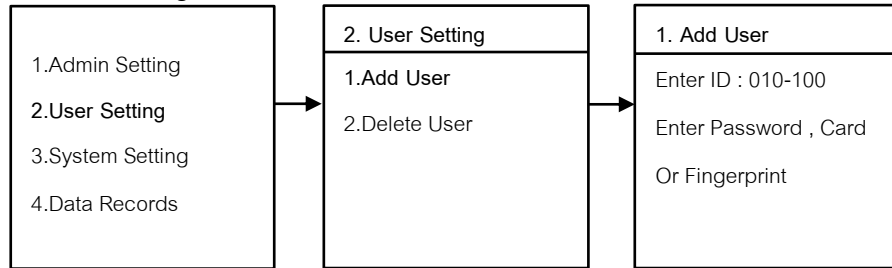 1.Admin Setting
2.User Setting
3.System Setting
4.Data Records
2. User Setting
1.Add User
2.Delete User
1. Add User
Enter ID : 010-100
Enter Password , Card
Or Fingerprint